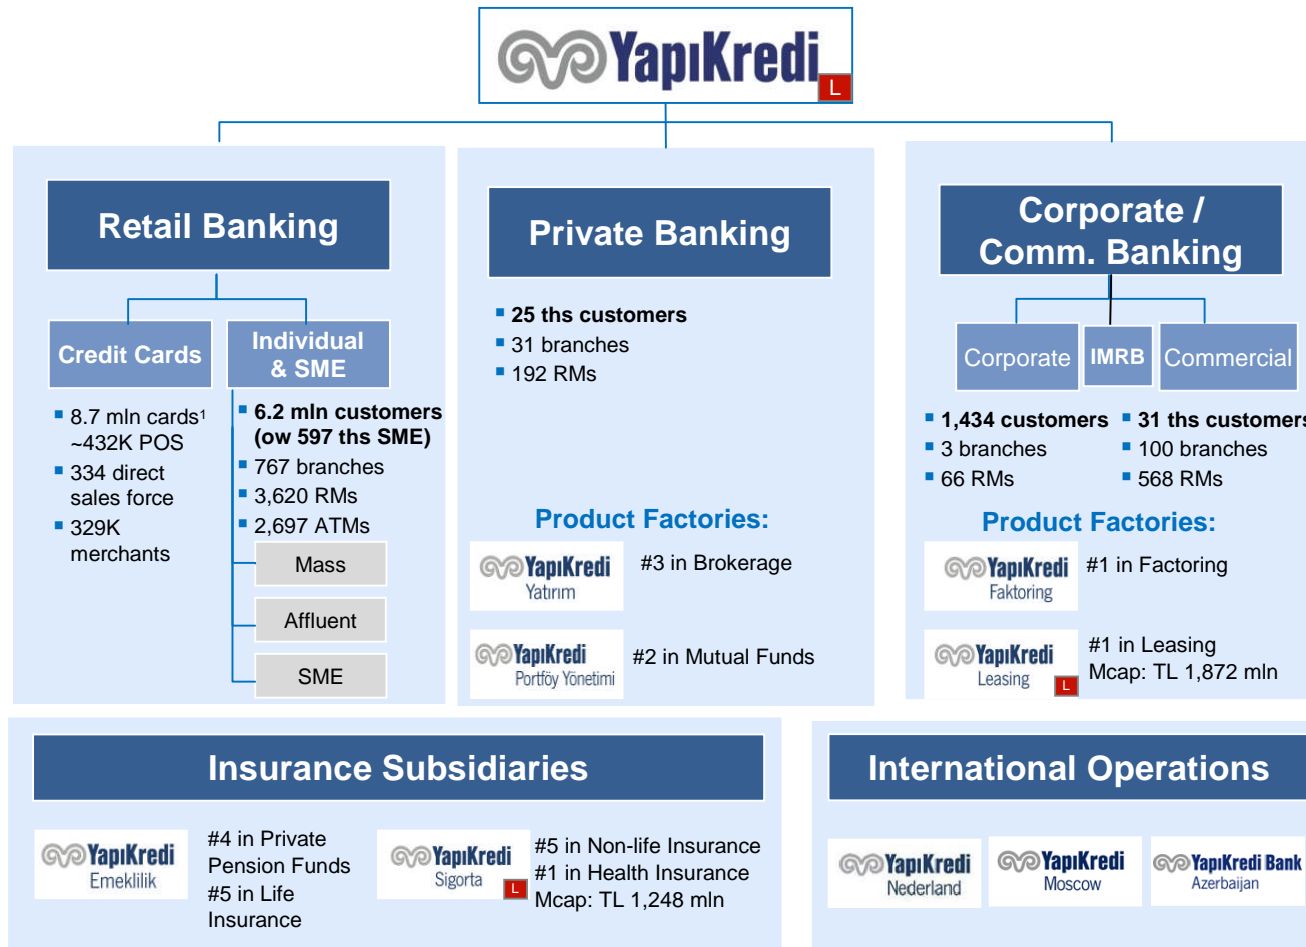 YapıKredi
L
Retail Banking
Credit Cards
8.7 mln cards¹
~432K POS
334 direct
sales force
329K
merchants
Individual
& SME
6.2 mln customers
(ow 597 ths SME)
767 branches
3,620 RMs
2,697 ATMs
Mass
Affluent
SME
Private Banking
25 ths customers
31 branches
192 RMs
Product Factories:
YapıKredi
Yatırım
#3 in Brokerage
YapıKredi
Portföy Yönetimi
#2 in Mutual Funds
Corporate /
Comm. Banking
Corporate
IMRB
Commercial
1,434 customers
3 branches
66 RMs
31 ths customers
100 branches
568 RMs
Product Factories:
YapıKredi
Faktoring
#1 in Factoring
YapıKredi
Leasing
L
#1 in Leasing
Mcap: TL 1,872 mln
Insurance Subsidiaries
YapıKredi
Emeklilik
#4 in Private
Pension Funds
#5 in Life
Insurance
YapıKredi
Sigorta
L
#5 in Non-life Insurance
#1 in Health Insurance
Mcap: TL 1,248 mln
International Operations
YapıKredi
Nederland
YapıKredi
Moscow
YapıKredi Bank
Azerbaijan